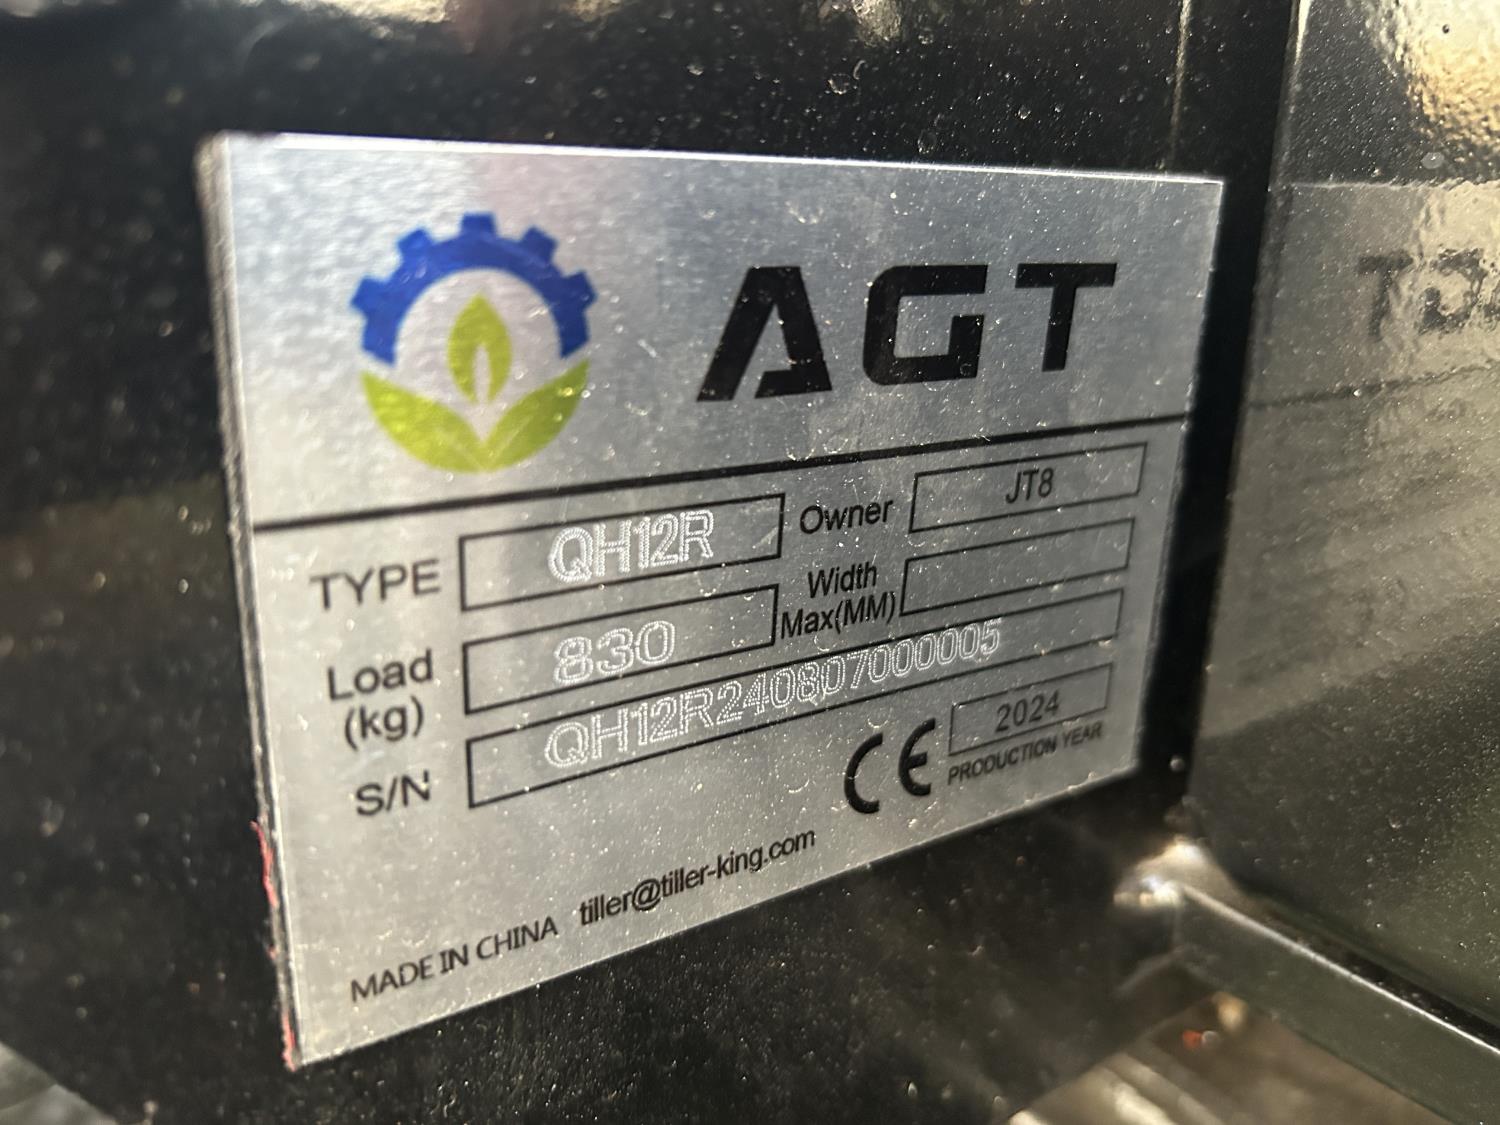 AGT
TYPE QH12R Owner JT8
Load (kg) 830 Width Max(MM)
S/N QH12R240807000005
CE 2024
PRODUCTION YEAR
MADE IN CHINA tiller@tiller-king.com